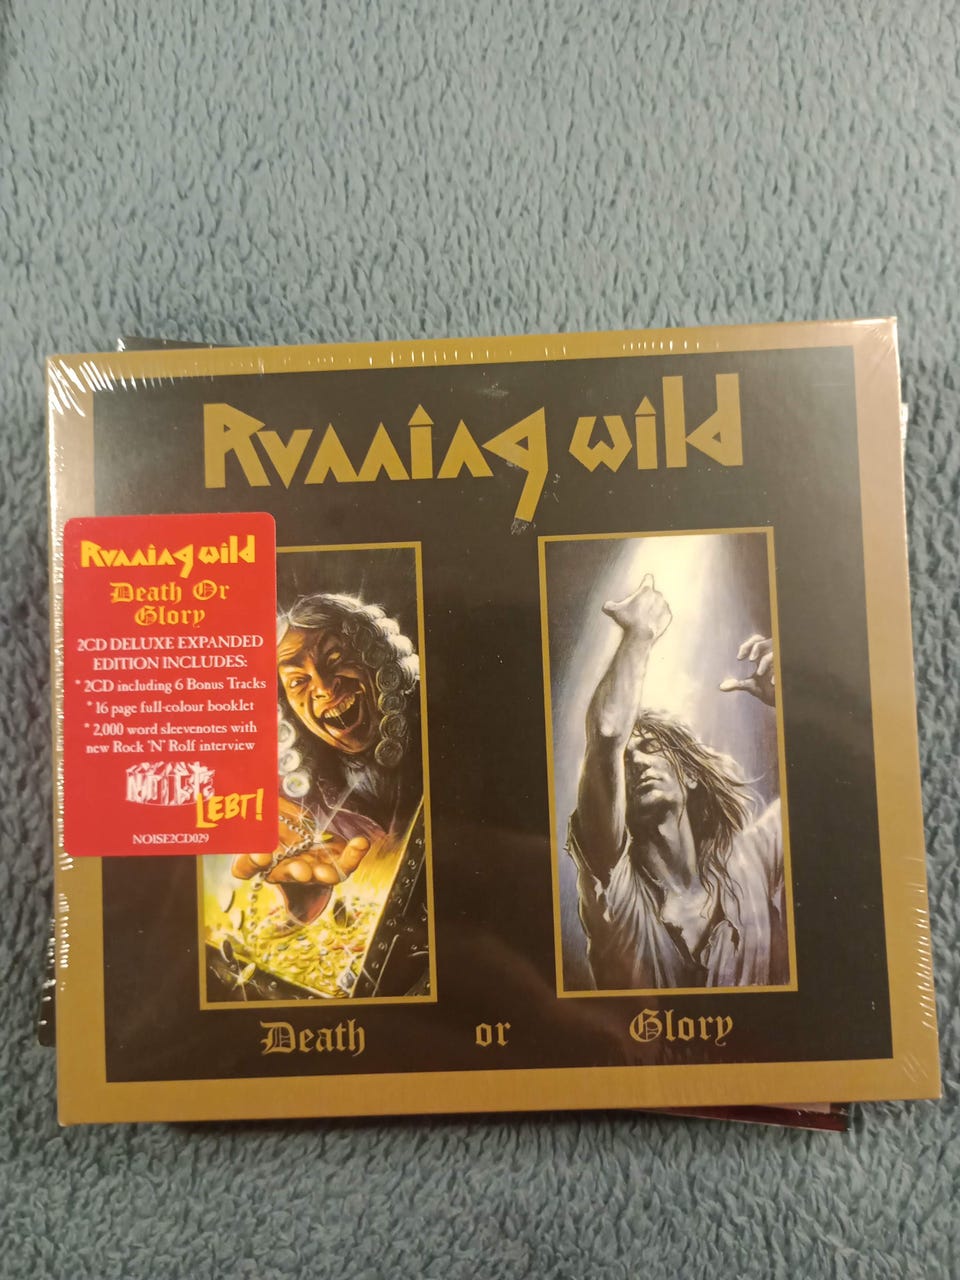 Running wild
Running wild
Death Or
Glory
2CD DELUXE EXPANDED
EDITION INCLUDES:
* 2CD including 6 Bonus Tracks
* 16 page full-colour booklet
* 2,000 word sleevenotes with
new Rock 'N' Rolf interview
LEBT!
NOISE2CD029
Death or Glory